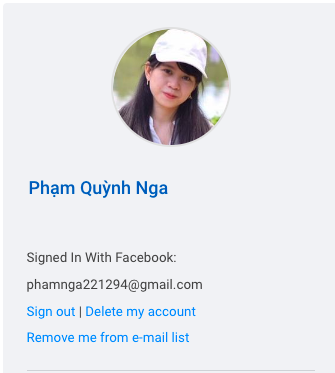 Phạm Quỳnh Nga
Signed In With Facebook:
phamnga221294@gmail.com
Sign out | Delete my account
Remove me from e-mail list